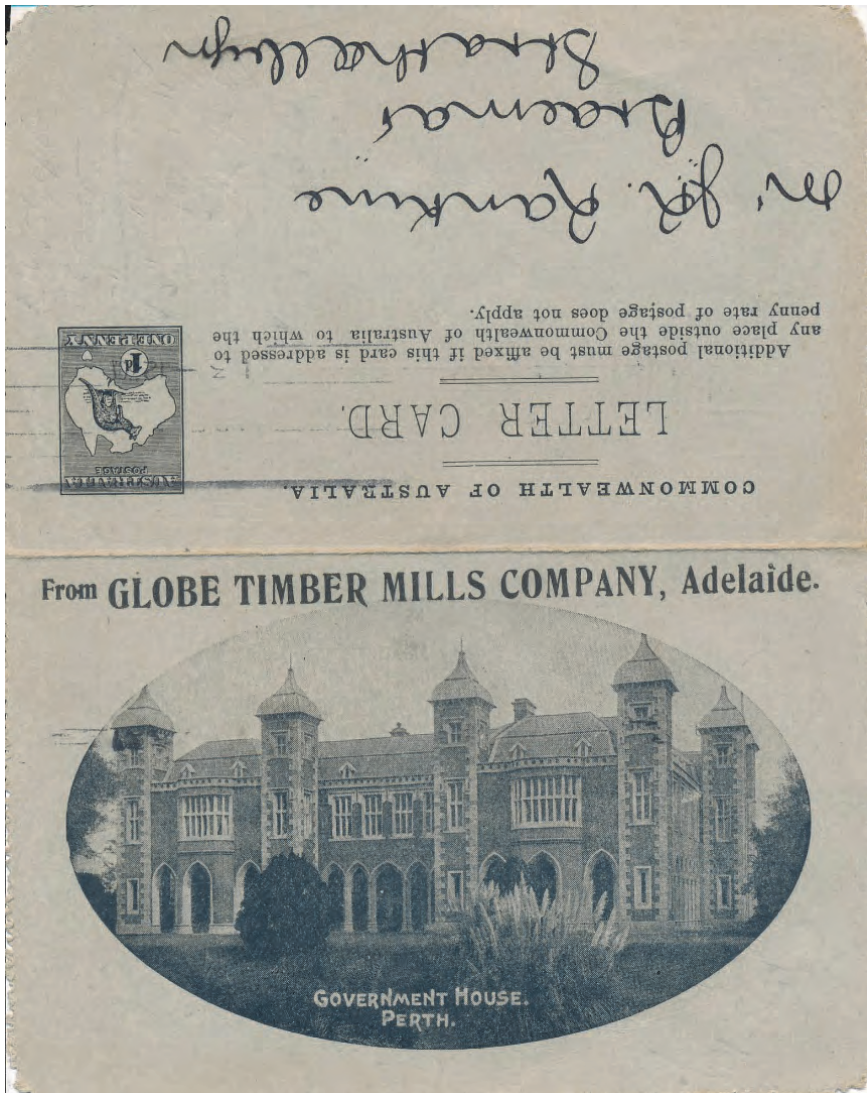 COMMONWEALTH OF AUSTRALIA.
LETTER CARD.
Additional postage must be affixed if this card is addressed to
any place outside the Commonwealth of Australia to which the
penny rate of postage does not apply.
AUSTRALIA
POSTAGE
1d
ONE PENNY
Mr J.R. Rankine
Braemar
Strathalbyn
From GLOBE TIMBER MILLS COMPANY, Adelaide.
GOVERNMENT HOUSE.
PERTH.